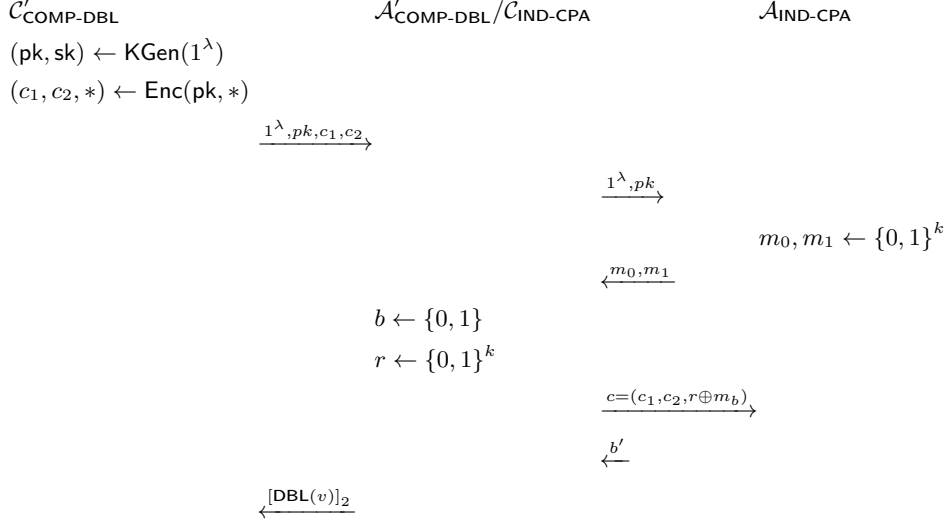 C′COMP-DBL A′COMP-DBL/CIND-CPA AIND-CPA
(pk, sk) ← KGen(1^λ)
(c₁, c₂, ∗) ← Enc(pk, ∗)
1^λ,pk,c₁,c₂
1^λ,pk
m₀, m₁ ← {0, 1}^k
m₀,m₁
b ← {0, 1}
r ← {0, 1}^k
c=(c₁,c₂,r⊕m_b)
b′
[DBL(v)]₂